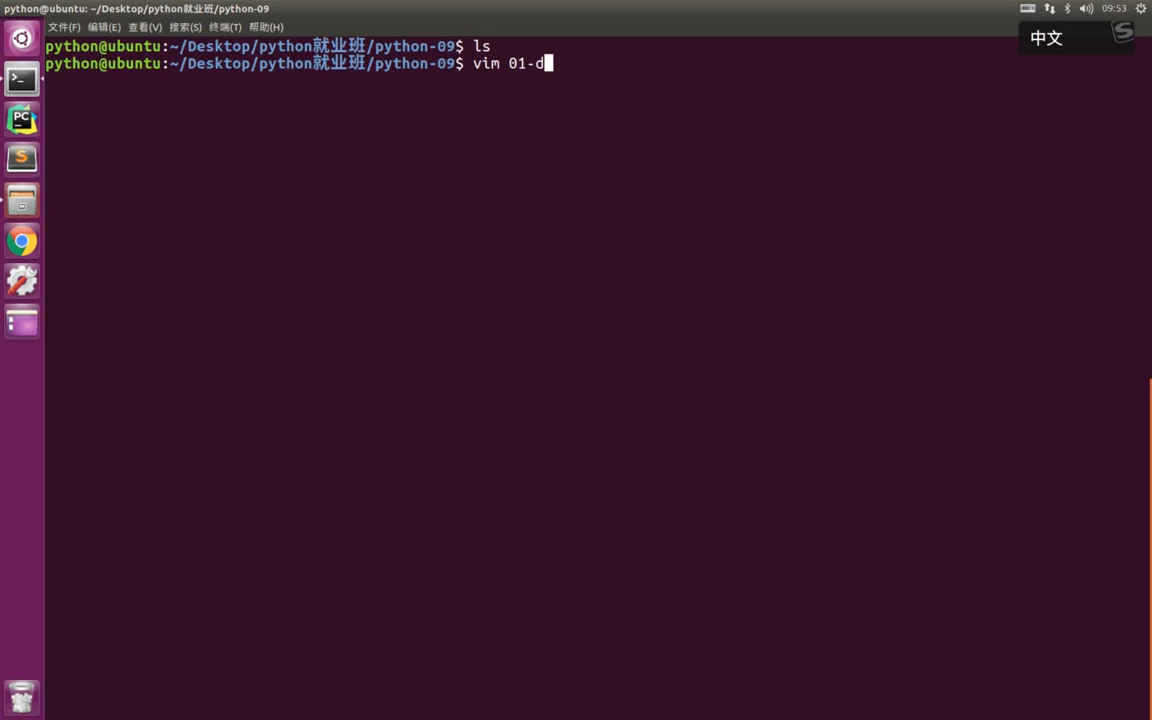 python@ubuntu: ~/Desktop/python就业班/python-09
09:53
文件(F) 编辑(E) 查看(V) 搜索(S) 终端(T) 帮助(H)
中文
python@ubuntu:~/Desktop/python就业班/python-09$ ls
python@ubuntu:~/Desktop/python就业班/python-09$ vim 01-d
PC
S